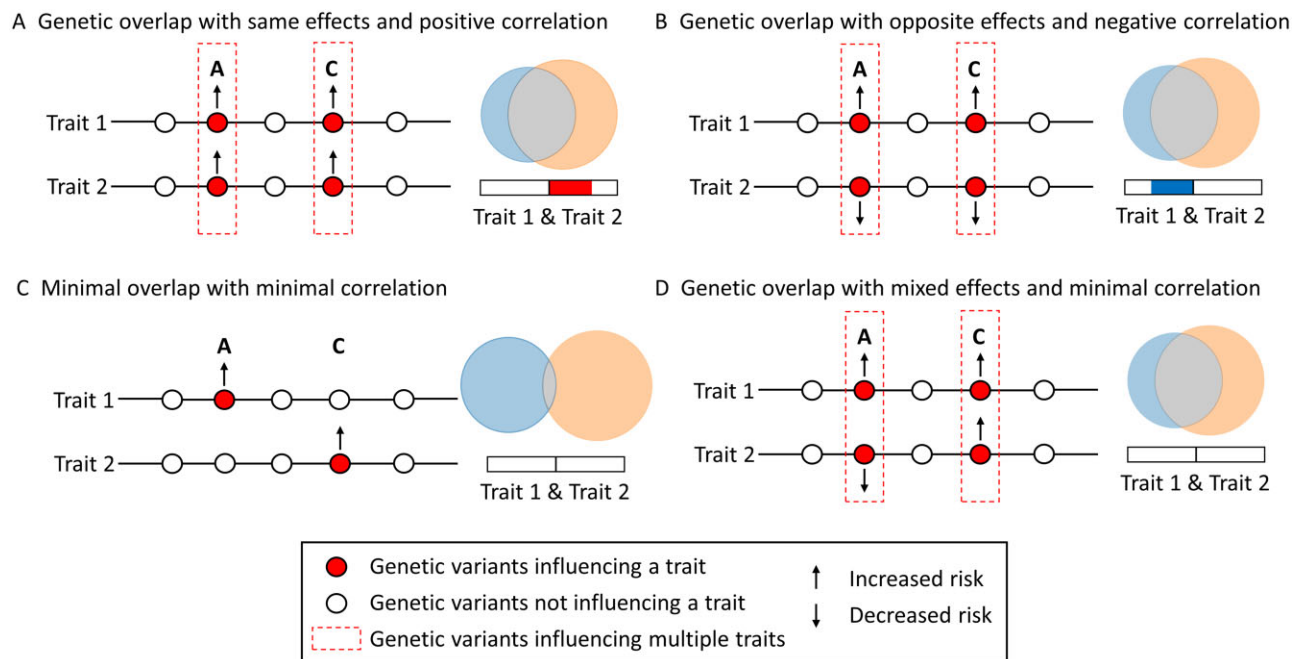 A Genetic overlap with same effects and positive correlation
A C
Trait 1
Trait 2
Trait 1 & Trait 2
B Genetic overlap with opposite effects and negative correlation
A C
Trait 1
Trait 2
Trait 1 & Trait 2
C Minimal overlap with minimal correlation
A C
Trait 1
Trait 2
Trait 1 & Trait 2
D Genetic overlap with mixed effects and minimal correlation
A C
Trait 1
Trait 2
Trait 1 & Trait 2
Genetic variants influencing a trait
Genetic variants not influencing a trait
Genetic variants influencing multiple traits
Increased risk
Decreased risk